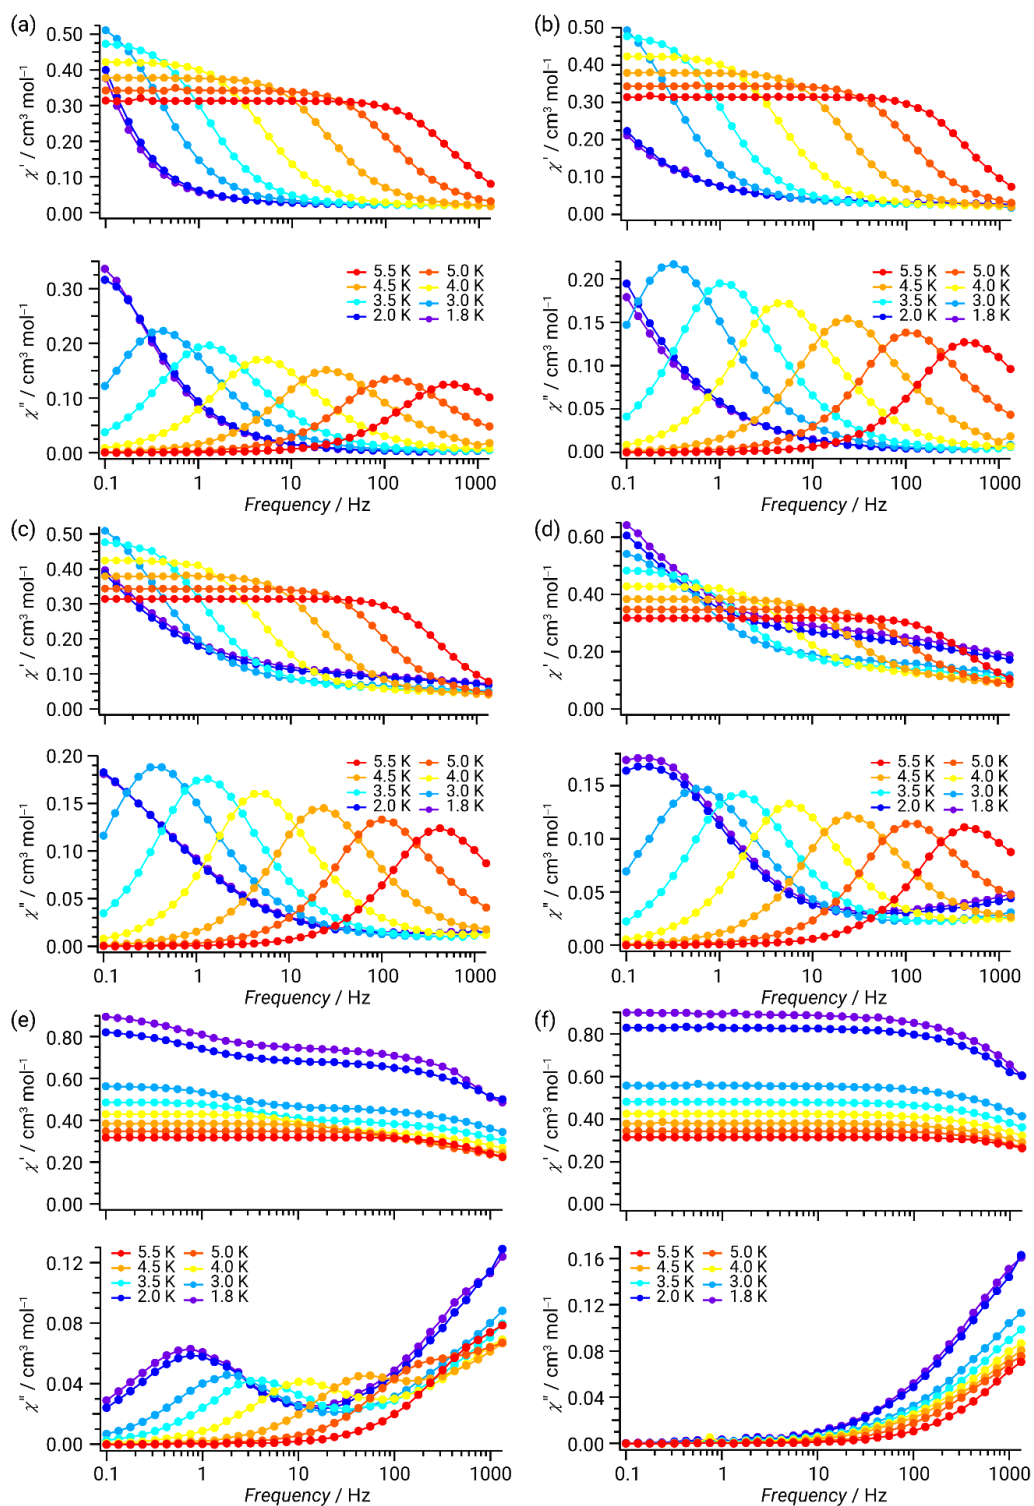 (a)
0.50
0.40
0.30
0.20
0.10
0.00
χ' / cm³ mol⁻¹
0.30
0.20
0.10
0.00
χ" / cm³ mol⁻¹
5.5 K 5.0 K
4.5 K 4.0 K
3.5 K 3.0 K
2.0 K 1.8 K
0.1 1 10 100 1000
Frequency / Hz
(b)
0.50
0.40
0.30
0.20
0.10
0.00
χ' / cm³ mol⁻¹
0.20
0.15
0.10
0.05
0.00
χ" / cm³ mol⁻¹
5.5 K 5.0 K
4.5 K 4.0 K
3.5 K 3.0 K
2.0 K 1.8 K
0.1 1 10 100 1000
Frequency / Hz
(c)
0.50
0.40
0.30
0.20
0.10
0.00
χ' / cm³ mol⁻¹
0.20
0.15
0.10
0.05
0.00
χ" / cm³ mol⁻¹
5.5 K 5.0 K
4.5 K 4.0 K
3.5 K 3.0 K
2.0 K 1.8 K
0.1 1 10 100 1000
Frequency / Hz
(d)
0.60
0.40
0.20
0.00
χ' / cm³ mol⁻¹
0.15
0.10
0.05
0.00
χ" / cm³ mol⁻¹
5.5 K 5.0 K
4.5 K 4.0 K
3.5 K 3.0 K
2.0 K 1.8 K
0.1 1 10 100 1000
Frequency / Hz
(e)
0.80
0.60
0.40
0.20
0.00
χ' / cm³ mol⁻¹
0.12
0.08
0.04
0.00
χ" / cm³ mol⁻¹
5.5 K 5.0 K
4.5 K 4.0 K
3.5 K 3.0 K
2.0 K 1.8 K
0.1 1 10 100 1000
Frequency / Hz
(f)
0.80
0.60
0.40
0.20
0.00
χ' / cm³ mol⁻¹
0.16
0.12
0.08
0.04
0.00
χ" / cm³ mol⁻¹
5.5 K 5.0 K
4.5 K 4.0 K
3.5 K 3.0 K
2.0 K 1.8 K
0.1 1 10 100 1000
Frequency / Hz